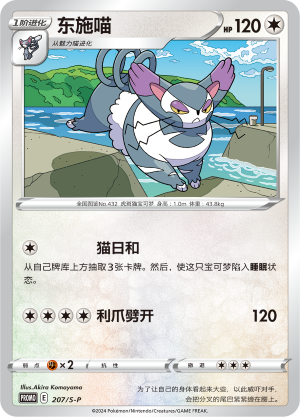 1阶进化
东施喵
HP 120
从魅力喵进化
全国图鉴No.432 虎斑猫宝可梦 身高：1.0m 体重：43.8kg
猫日和
从自己牌库上方抽取3张卡牌。然后，使这只宝可梦陷入睡眠状态。
利爪劈开 120
弱点 ×2 抗性 撤退
Illus.Akira Komayama
为了让自己的身体看起来大些，以此威吓对手，
会把分叉的尾巴紧紧缠在腰上。
PROMO E 207/S-P
©2024 Pokémon/Nintendo/Creatures/GAME FREAK.